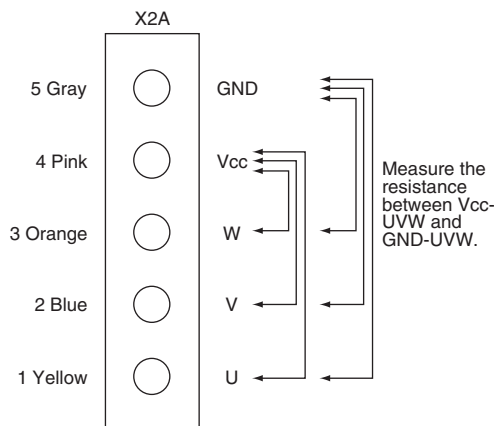 X2A
5 Gray GND
4 Pink Vcc
3 Orange W
2 Blue V
1 Yellow U
Measure the
resistance
between Vcc-
UVW and
GND-UVW.